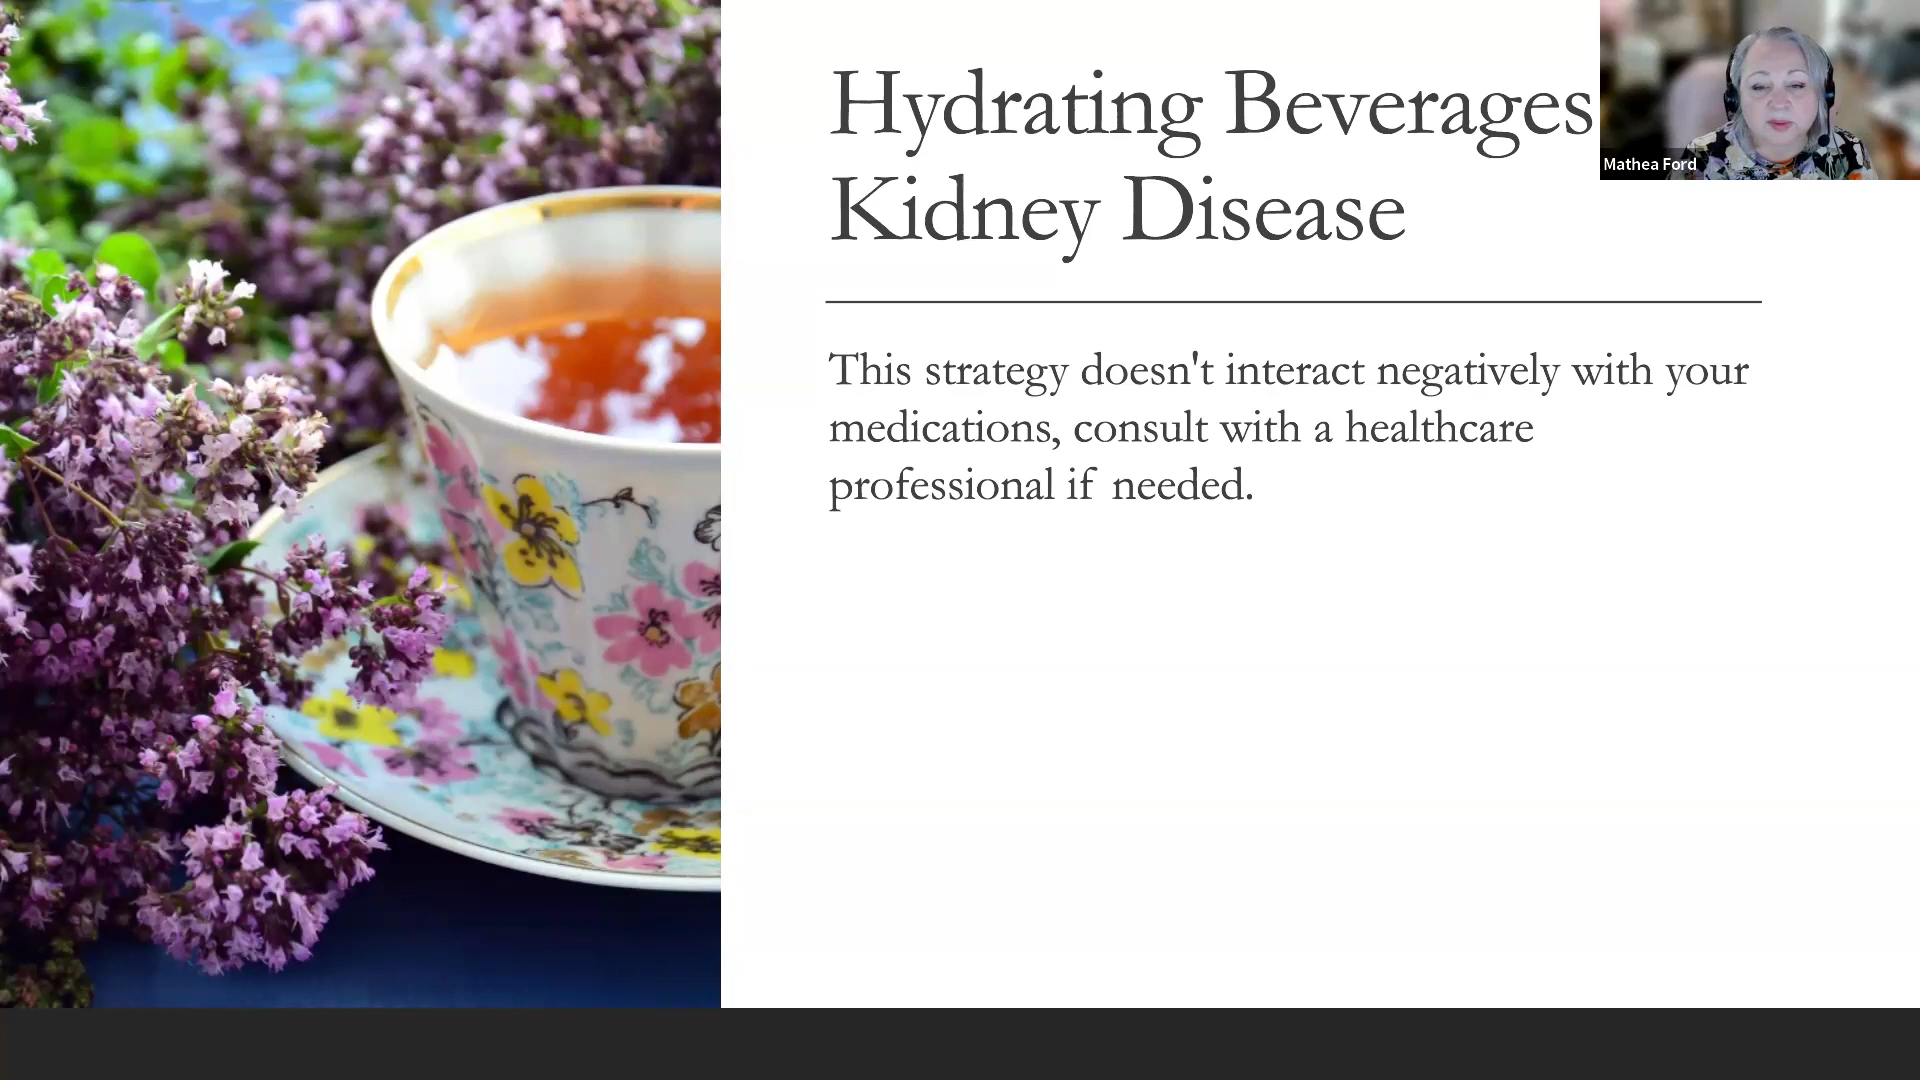 Hydrating Beverages
Kidney Disease
Mathea Ford
This strategy doesn't interact negatively with your
medications, consult with a healthcare
professional if needed.